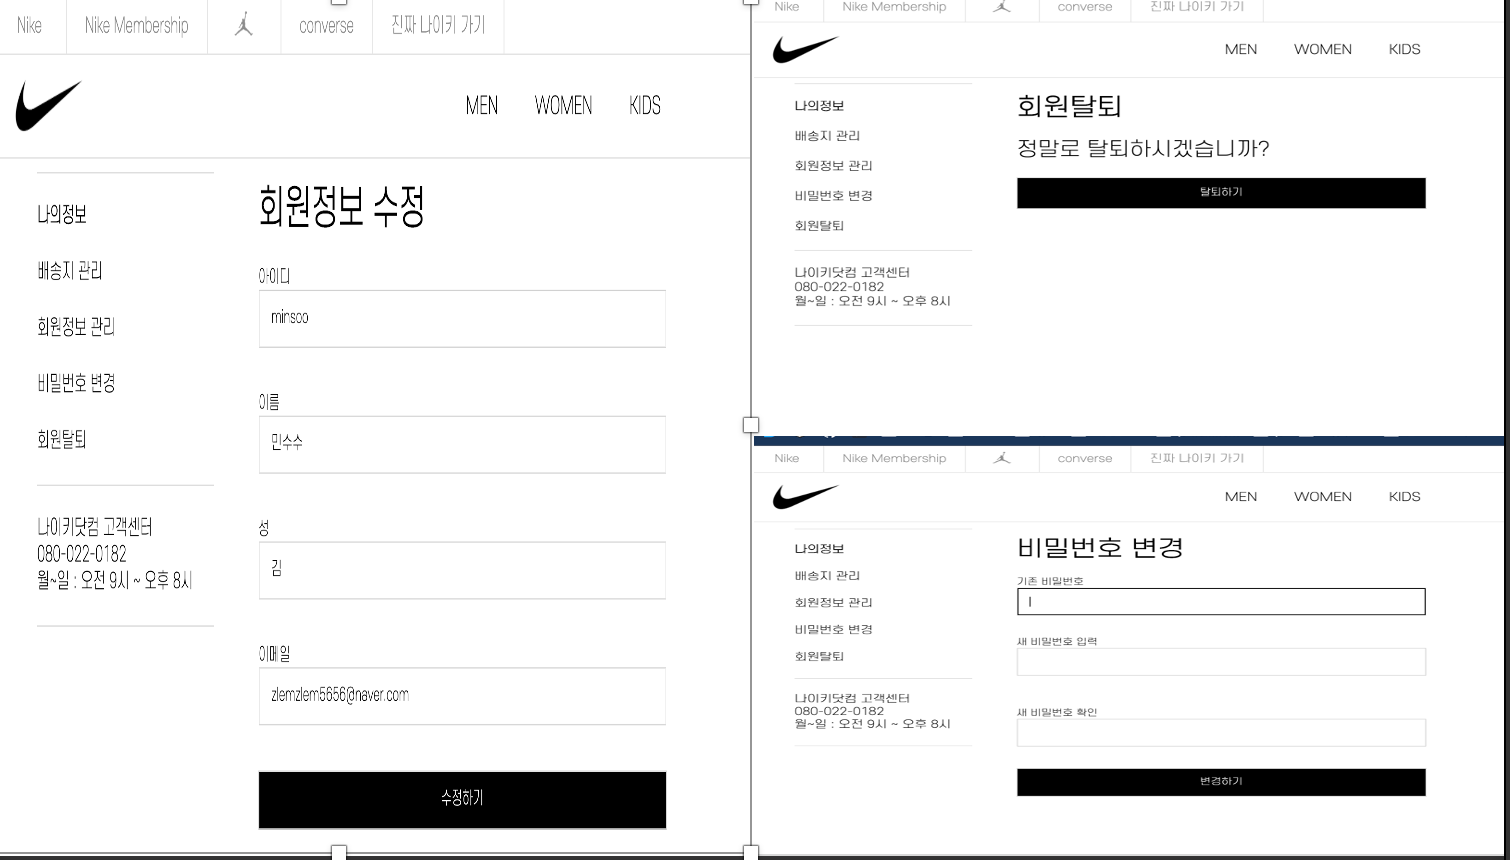 Nike
Nike Membership
converse
진짜 나이키 가기
MEN
WOMEN
KIDS
나의정보
배송지 관리
회원정보 관리
비밀번호 변경
회원탈퇴
나이키닷컴 고객센터
080-022-0182
월~일 : 오전 9시 ~ 오후 8시
회원정보 수정
아이디
minsoo
이름
민수수
성
김
이메일
zlemzlem5656@naver.com
수정하기
Nike
Nike Membership
converse
진짜 나이키 가기
MEN
WOMEN
KIDS
나의정보
배송지 관리
회원정보 관리
비밀번호 변경
회원탈퇴
나이키닷컴 고객센터
080-022-0182
월~일 : 오전 9시 ~ 오후 8시
회원탈퇴
정말로 탈퇴하시겠습니까?
탈퇴하기
Nike
Nike Membership
converse
진짜 나이키 가기
MEN
WOMEN
KIDS
나의정보
배송지 관리
회원정보 관리
비밀번호 변경
회원탈퇴
나이키닷컴 고객센터
080-022-0182
월~일 : 오전 9시 ~ 오후 8시
비밀번호 변경
기존 비밀번호
새 비밀번호 입력
새 비밀번호 확인
변경하기